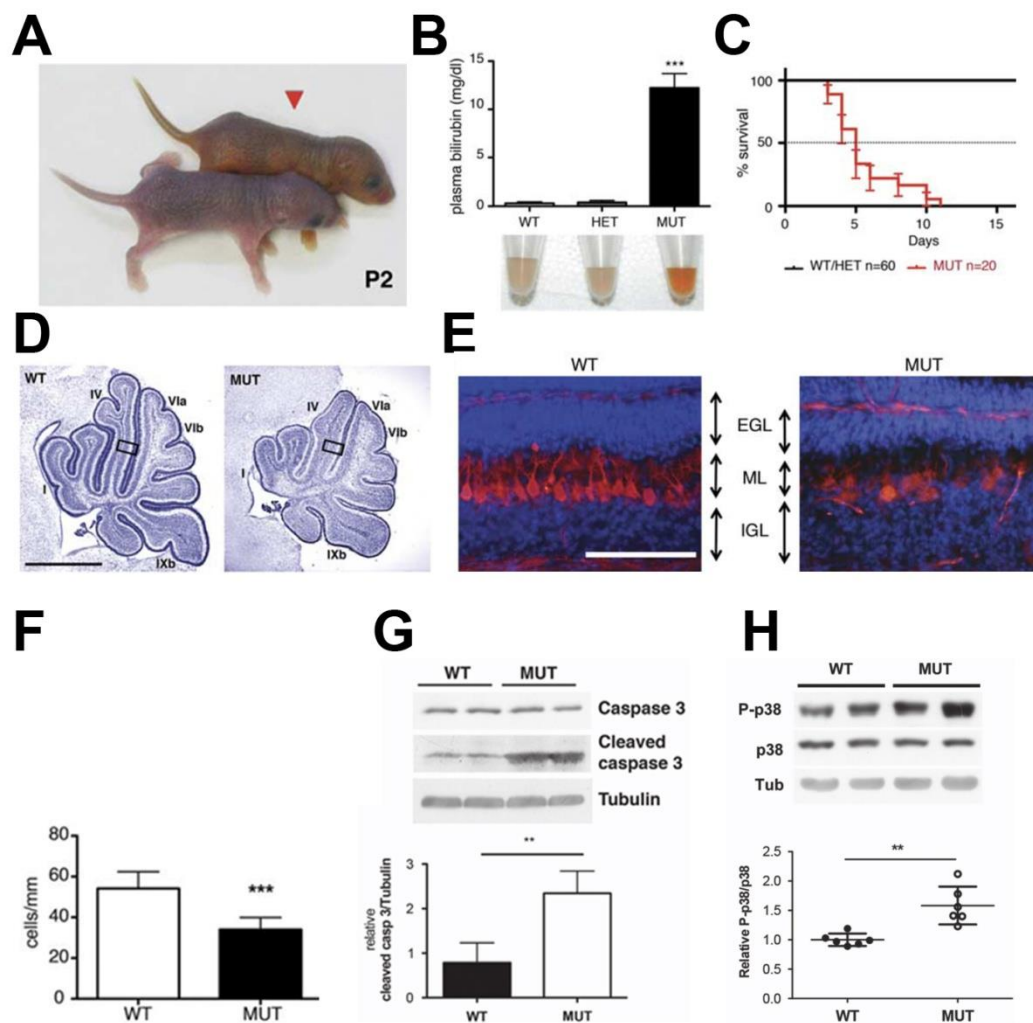 A
P2
B
plasma bilirubin (mg/dl)
15
10
5
0
***
WT HET MUT
C
% survival
100
50
0
0 5 10 15
Days
WT/HET n=60 MUT n=20
D
WT
IV
VIa
VIb
I
IXb
MUT
IV
VIa
VIb
I
IXb
E
WT
MUT
EGL
ML
IGL
F
cells/mm
80
60
40
20
0
***
WT MUT
G
WT MUT
Caspase 3
Cleaved
caspase 3
Tubulin
relative
cleaved casp 3/Tubulin
3
2
1
0
**
WT MUT
H
WT MUT
P-p38
p38
Tub
Relative P-p38/p38
2.5
2.0
1.5
1.0
0.5
0.0
**
WT MUT